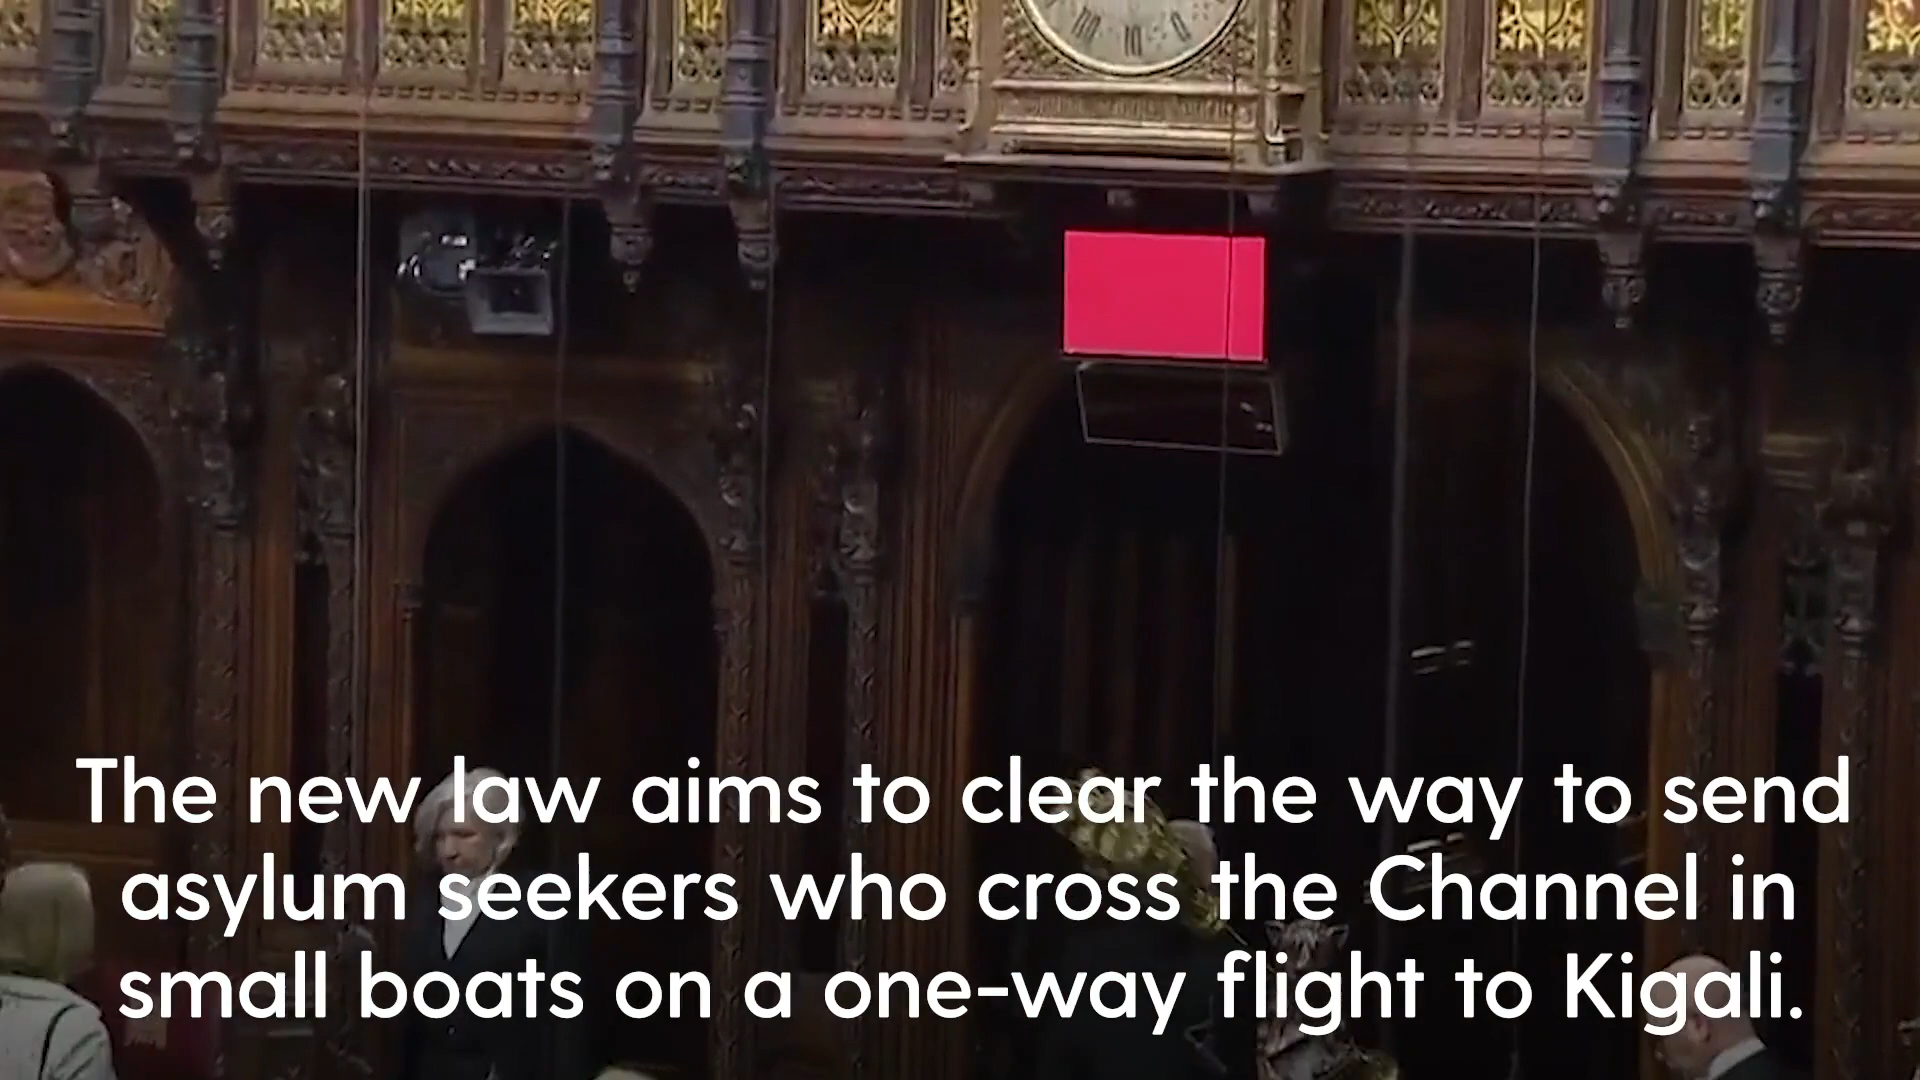 The new law aims to clear the way to send
asylum seekers who cross the Channel in
small boats on a one-way flight to Kigali.